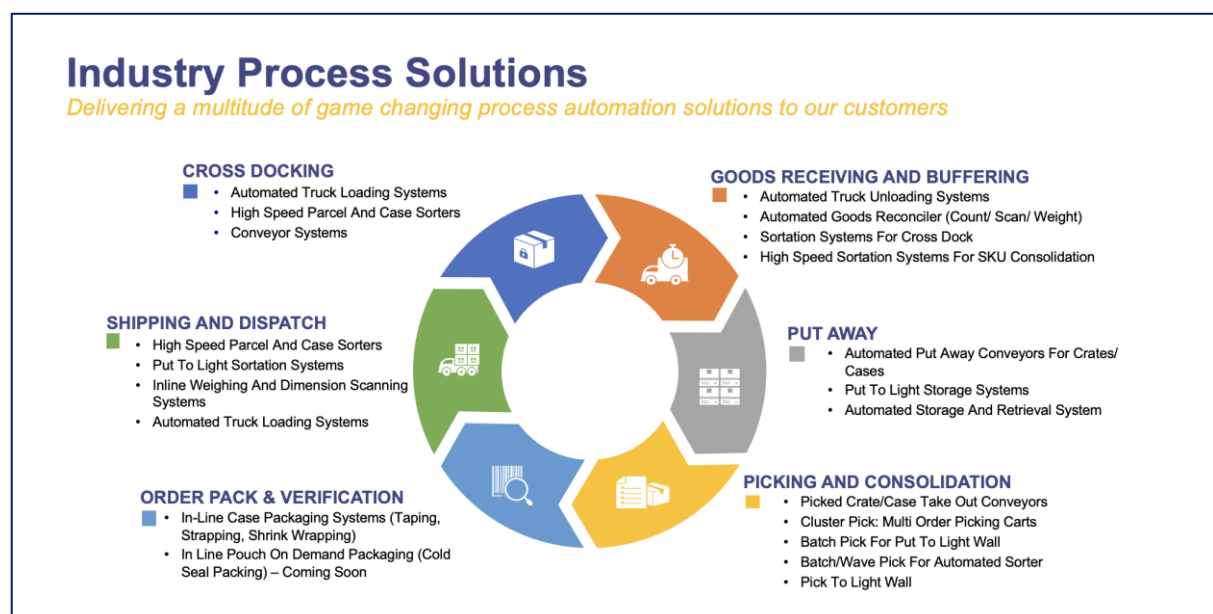 Industry Process Solutions
Delivering a multitude of game changing process automation solutions to our customers
CROSS DOCKING
• Automated Truck Loading Systems
• High Speed Parcel And Case Sorters
• Conveyor Systems
GOODS RECEIVING AND BUFFERING
• Automated Truck Unloading Systems
• Automated Goods Reconciler (Count/ Scan/ Weight)
• Sortation Systems For Cross Dock
• High Speed Sortation Systems For SKU Consolidation
PUT AWAY
• Automated Put Away Conveyors For Crates/
Cases
• Put To Light Storage Systems
• Automated Storage And Retrieval System
PICKING AND CONSOLIDATION
• Picked Crate/Case Take Out Conveyors
• Cluster Pick: Multi Order Picking Carts
• Batch Pick For Put To Light Wall
• Batch/Wave Pick For Automated Sorter
• Pick To Light Wall
ORDER PACK & VERIFICATION
• In-Line Case Packaging Systems (Taping,
Strapping, Shrink Wrapping)
• In Line Pouch On Demand Packaging (Cold
Seal Packing) – Coming Soon
SHIPPING AND DISPATCH
• High Speed Parcel And Case Sorters
• Put To Light Sortation Systems
• Inline Weighing And Dimension Scanning
Systems
• Automated Truck Loading Systems